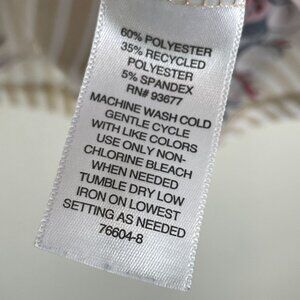 60% POLYESTER
35% RECYCLED
POLYESTER
5% SPANDEX
RN# 93677
MACHINE WASH COLD
GENTLE CYCLE
WITH LIKE COLORS
USE ONLY NON-
CHLORINE BLEACH
WHEN NEEDED
TUMBLE DRY LOW
IRON ON LOWEST
SETTING AS NEEDED
76604-8